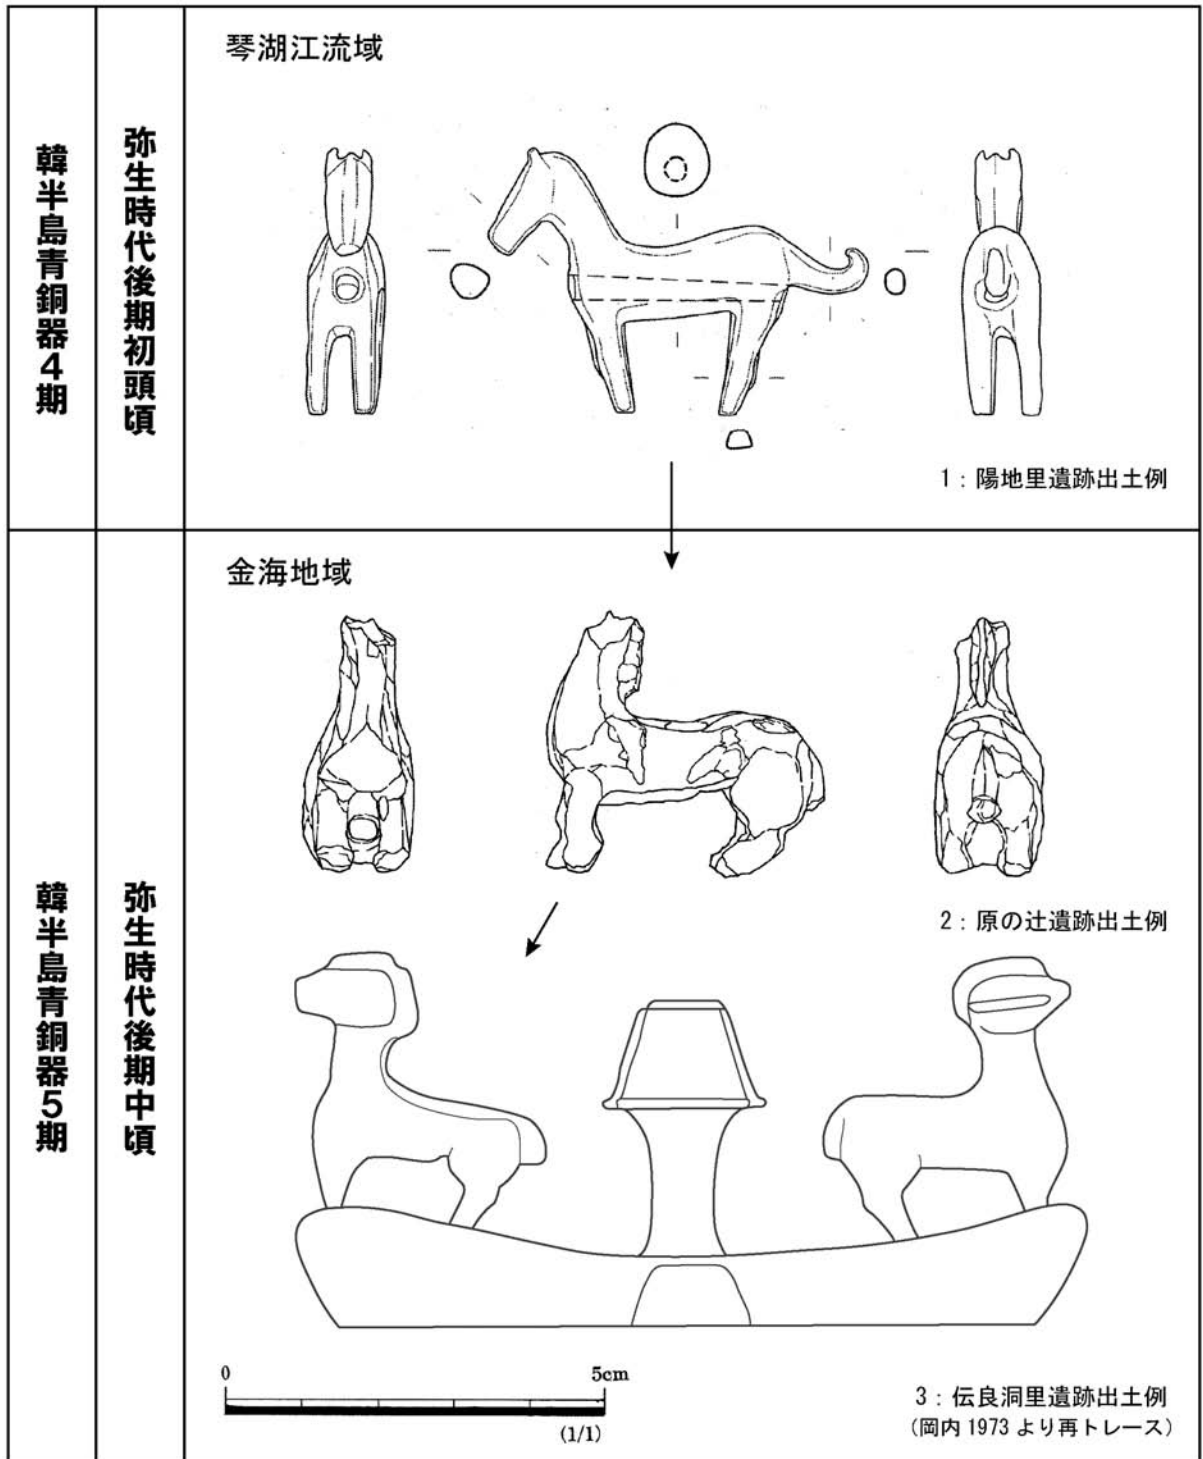 韓半島青銅器4期
弥生時代後期初頭頃
琴湖江流域
1：陽地里遺跡出土例
韓半島青銅器5期
弥生時代後期中頃
金海地域
2：原の辻遺跡出土例
0 5cm
(1/1)
3：伝良洞里遺跡出土例
（岡内 1973 より再トレース）